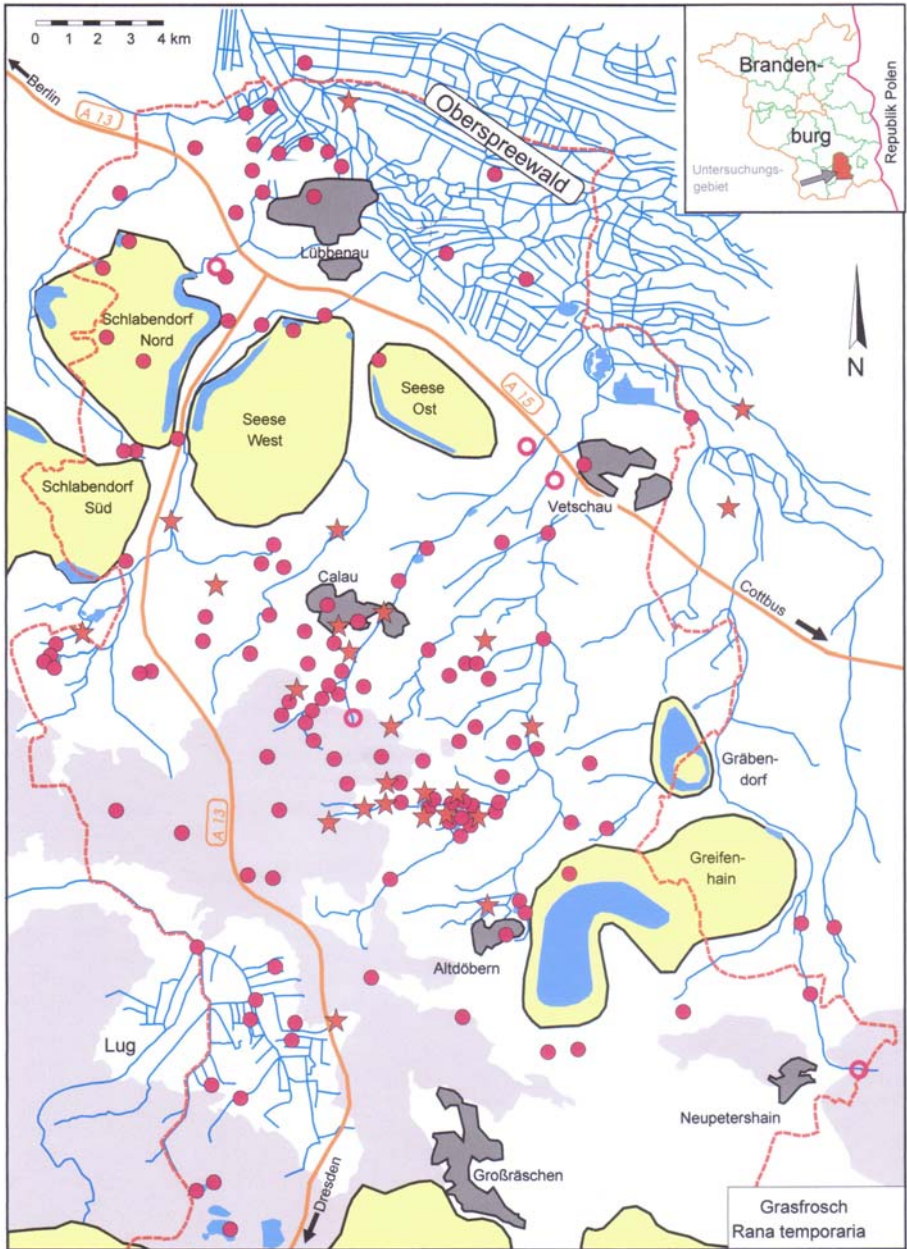 0 1 2 3 4 km
Berlin
A 13
Oberspreewald
Branden-
burg
Republik Polen
Untersuchungs-
gebiet
Lübbenau
Schlabendorf
Nord
N
Seese
West
Seese
Ost
A 15
Schlabendorf
Süd
Vetschau
Calau
Cottbus
Gräben-
dorf
A 13
Greifen-
hain
Altdöbern
Lug
Neupetershain
Großräschen
Dresden
Grasfrosch
Rana temporaria